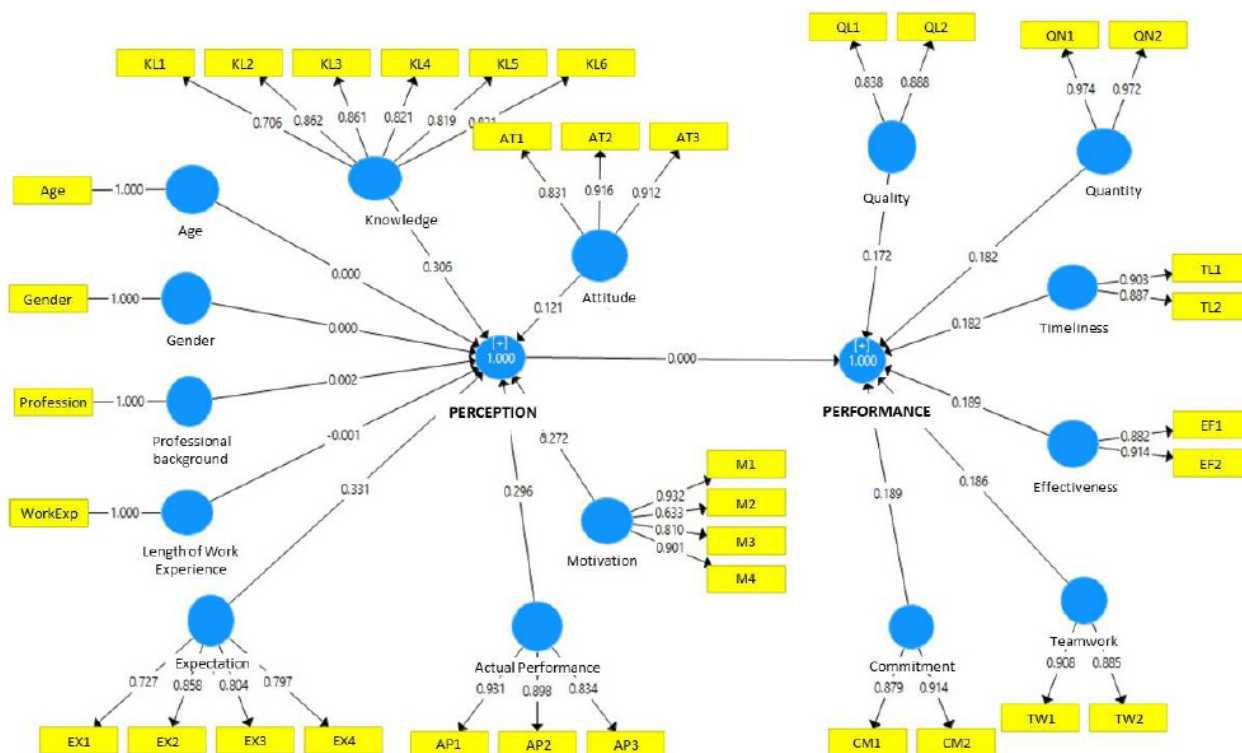 QL1 QL2 QN1 QN2
KL1 KL2 KL3 KL4 KL5 KL6
0.838 0.888 0.974 0.972
0.706 0.862 0.861 0.821 0.819
AT1 AT2 AT3
Age 1.000
0.831 0.916 0.912
Quality Quantity
Knowledge
Age
0.306
0.172
0.182
TL1
0.903
0.887
TL2
0.000
Attitude
Gender 1.000
0.121
Timeliness
0.182
Gender
0.000
[+]
1.000
0.000
[+]
1.000
0.002
Profession 1.000
PERCEPTION
PERFORMANCE
0.189
EF1
0.882
0.914
EF2
Professional
background
-0.001
0.272
M1
0.932
M2
0.633
0.810
M3
0.901
M4
Effectiveness
0.331
0.296
0.186
0.189
WorkExp 1.000
Length of Work
Experience
Motivation
Expectation
Actual Performance
Commitment
Teamwork
0.727 0.858 0.804 0.797
0.931 0.898 0.834
0.879 0.914
0.908 0.885
EX1 EX2 EX3 EX4
AP1 AP2 AP3
CM1 CM2
TW1 TW2